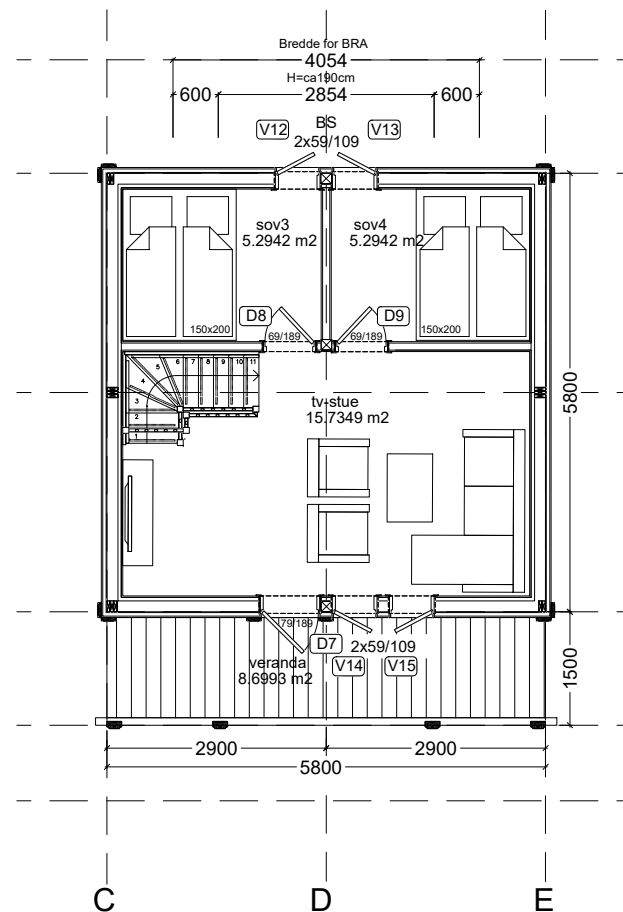 Bredde for BRA
4054
H=ca190cm
600 2854 600
V12 BS V13
2x59/109
sov3 sov4
5.2942 m2 5.2942 m2
D8 D9
150x200 69/189 69/189 150x200
1 2 3 4 5 6 7 8 9 10 11
tv+stue
15.7349 m2
5800
79/189 D7 2x59/109
veranda V14 V15
8.6993 m2
1500
2900 2900
5800
C D E